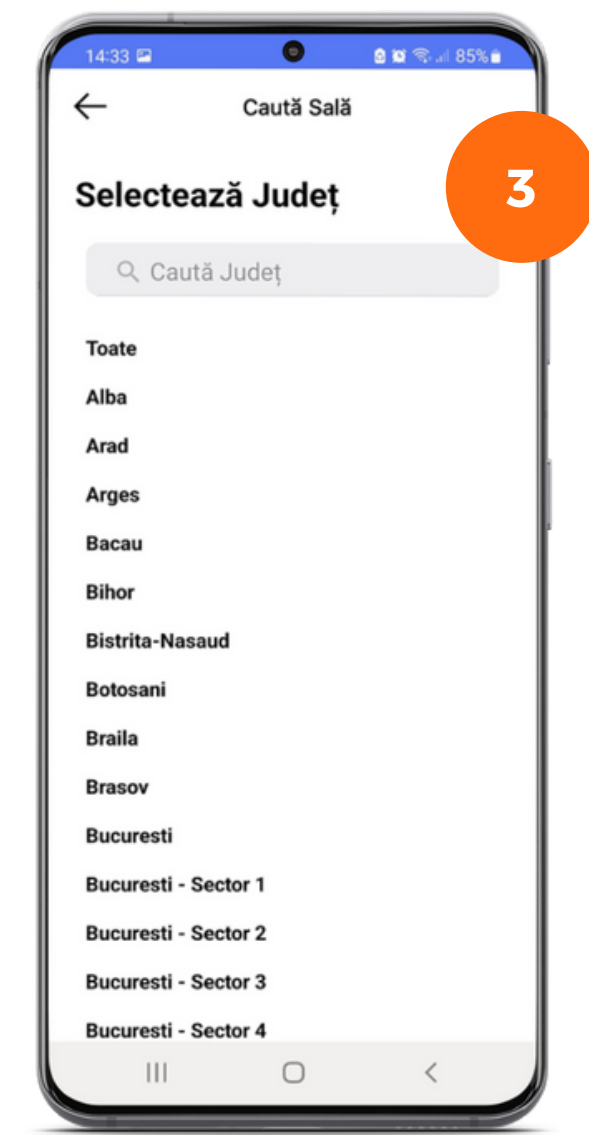 14:33 85%
Caută Sală
3
Selectează Județ
Caută Județ
Toate
Alba
Arad
Arges
Bacau
Bihor
Bistrita-Nasaud
Botosani
Braila
Brasov
Bucuresti
Bucuresti - Sector 1
Bucuresti - Sector 2
Bucuresti - Sector 3
Bucuresti - Sector 4